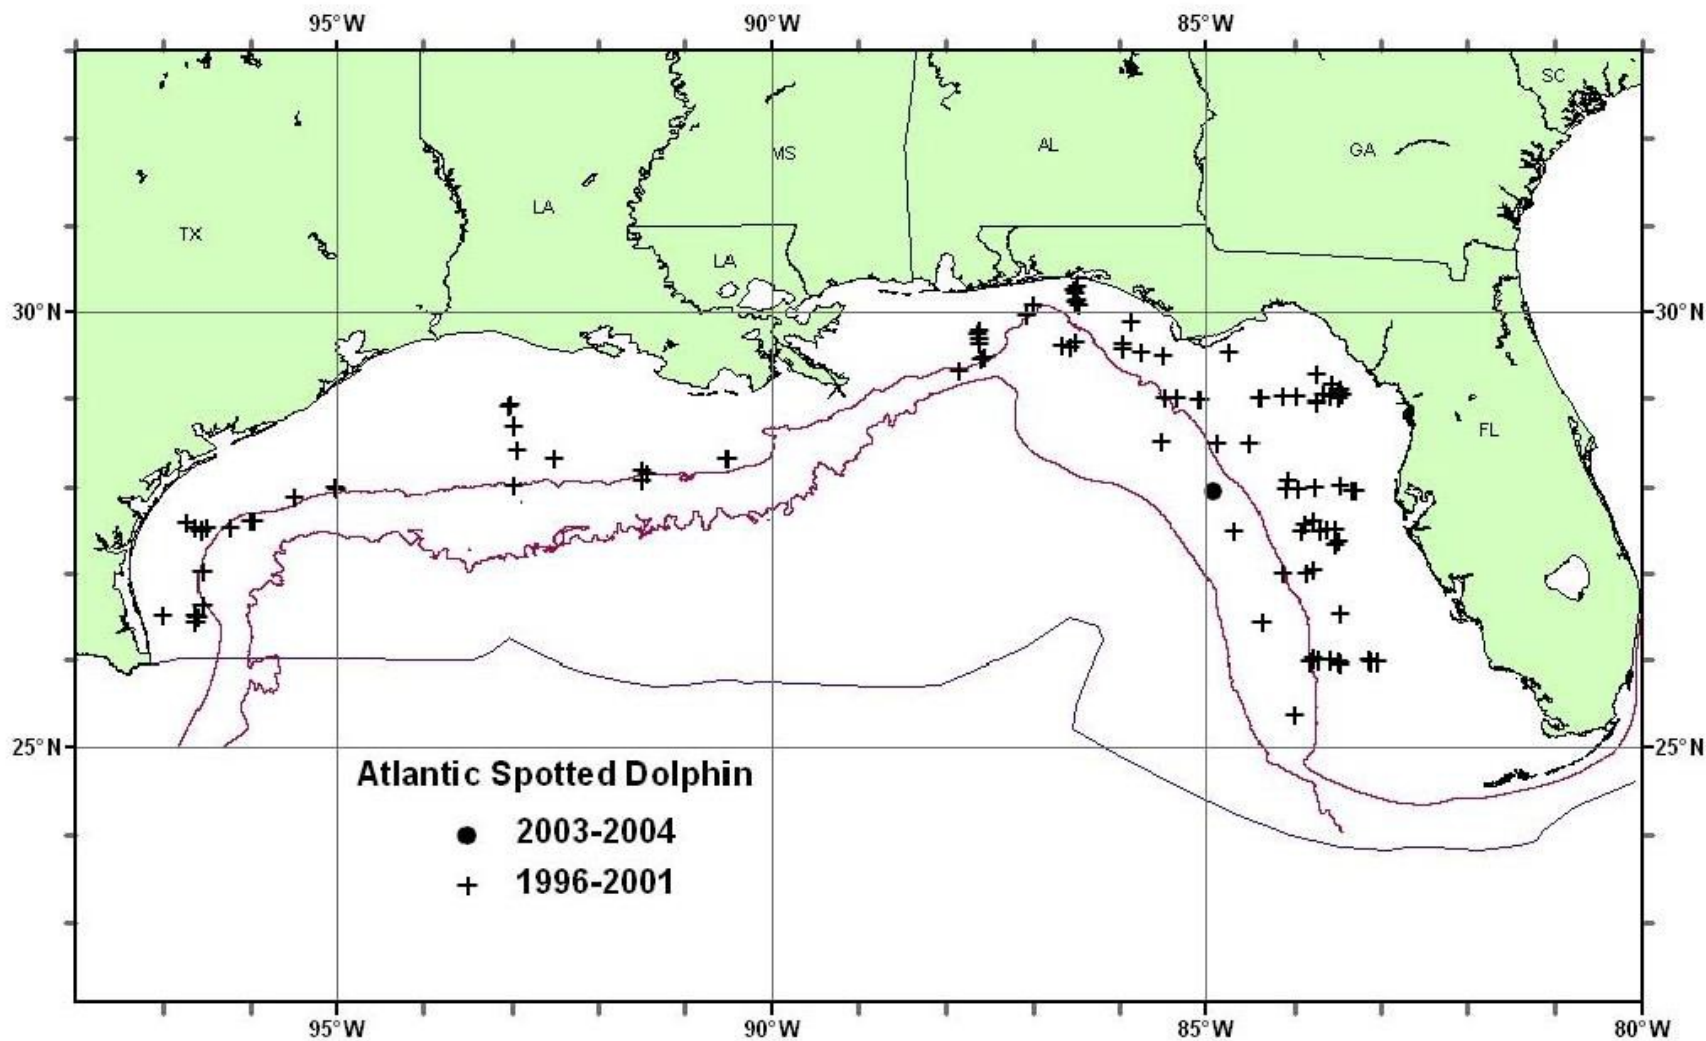 95°W 90°W 85°W
SC
MS AL GA
LA
TX
LA
30°N 30°N
FL
25°N 25°N
Atlantic Spotted Dolphin
2003-2004
1996-2001
95°W 90°W 85°W 80°W